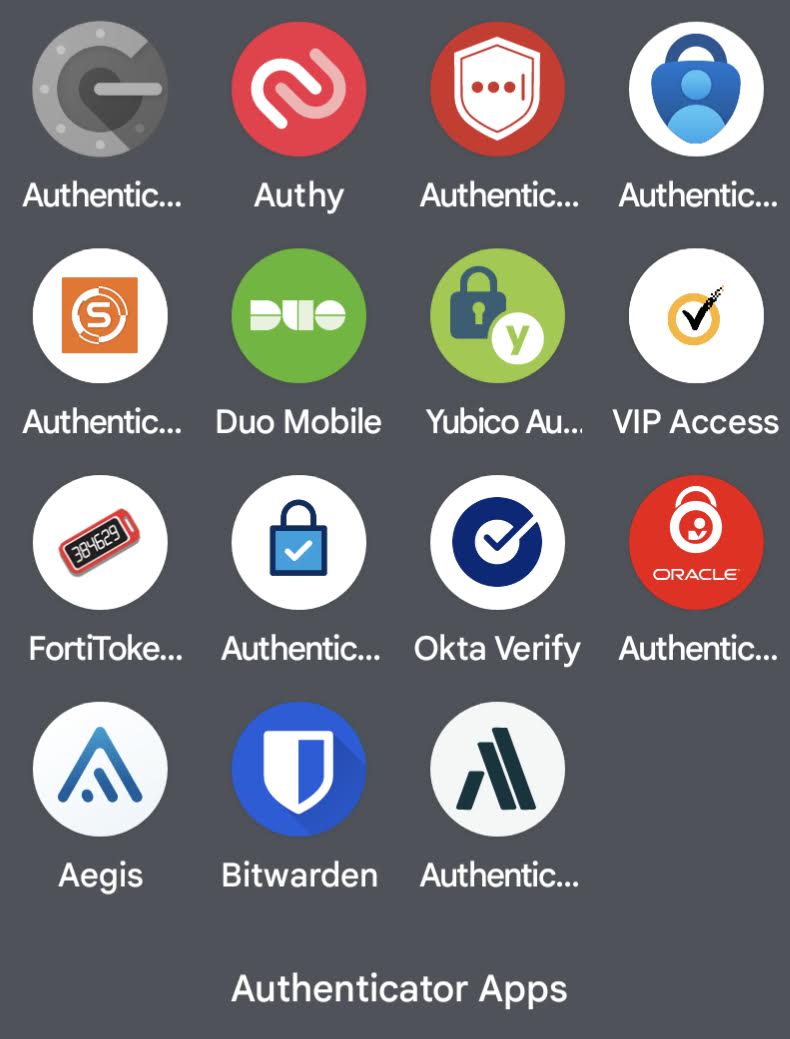 Authentic...
Authy
Authentic...
Authentic...
S
DUO
y
Authentic...
Duo Mobile
Yubico Au...
VIP Access
384629
ORACLE
FortiToke...
Authentic...
Okta Verify
Authentic...
Aegis
Bitwarden
Authentic...
Authenticator Apps